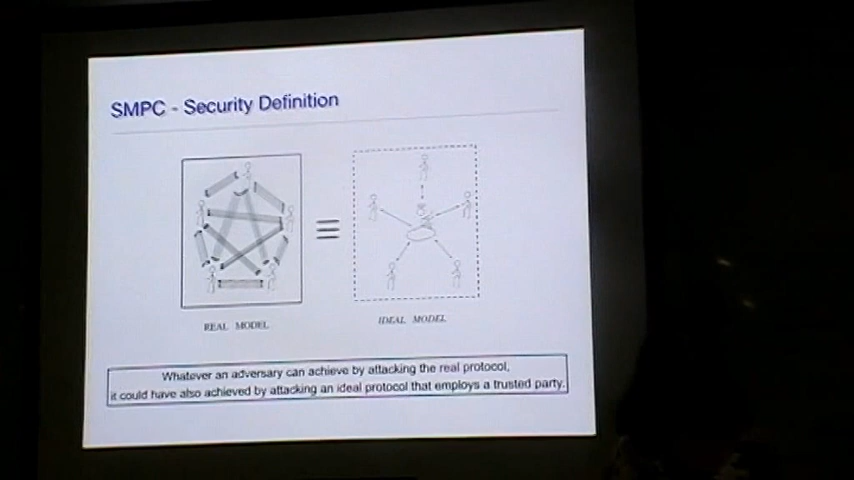 SMPC - Security Definition
REAL MODEL
IDEAL MODEL
Whatever an adversary can achieve by attacking the real protocol,
it could have also achieved by attacking an ideal protocol that employs a trusted party.